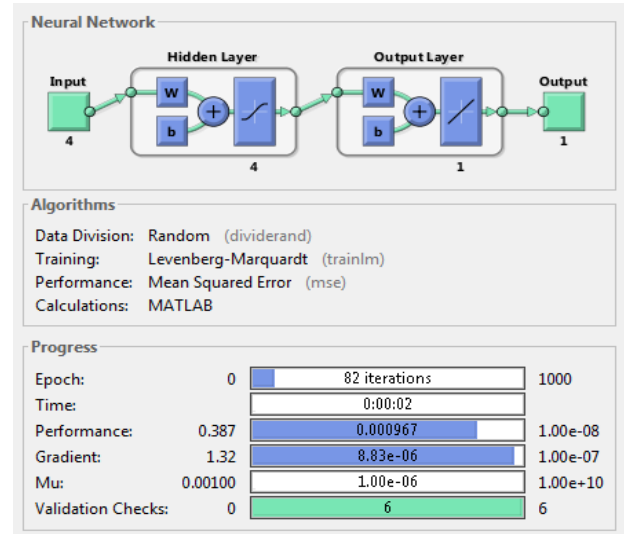 Neural Network
Hidden Layer Output Layer
Input Output
W W
b b
4 1
4 1
Algorithms
Data Division: Random (dividerand)
Training: Levenberg-Marquardt (trainlm)
Performance: Mean Squared Error (mse)
Calculations: MATLAB
Progress
Epoch: 0 82 iterations 1000
Time: 0:00:02
Performance: 0.387 0.000967 1.00e-08
Gradient: 1.32 8.83e-06 1.00e-07
Mu: 0.00100 1.00e-06 1.00e+10
Validation Checks: 0 6 6